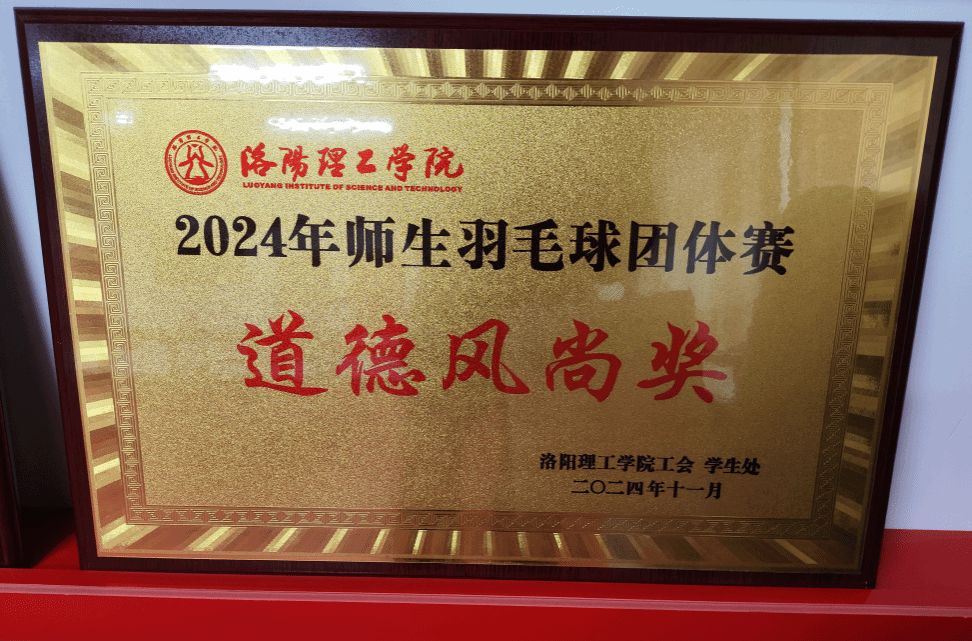 洛陽理工学院
LUOYANG INSTITUTE OF SCIENCE AND TECHNOLOGY
2024年师生羽毛球团体赛
道德风尚奖
洛阳理工学院工会 学生处
二〇二四年十一月